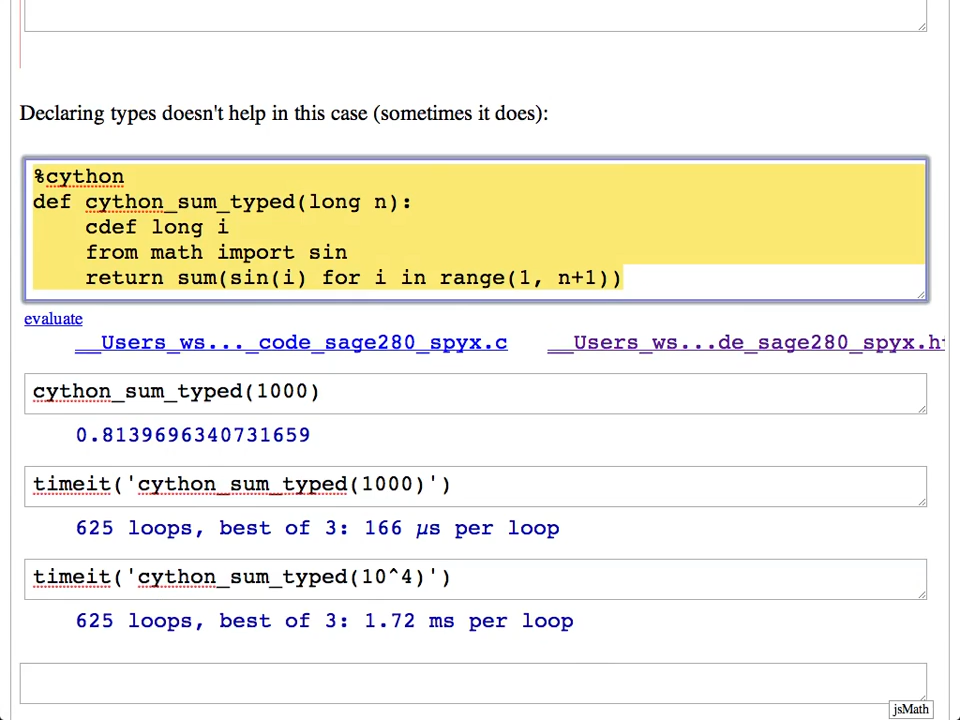 Declaring types doesn't help in this case (sometimes it does):
%cython
def cython_sum_typed(long n):
    cdef long i
    from math import sin
    return sum(sin(i) for i in range(1, n+1))
evaluate
__Users_ws..._code_sage280_spyx.c __Users_ws...de_sage280_spyx.h
cython_sum_typed(1000)
0.8139696340731659
timeit('cython_sum_typed(1000)')
625 loops, best of 3: 166 µs per loop
timeit('cython_sum_typed(10^4)')
625 loops, best of 3: 1.72 ms per loop
jsMath